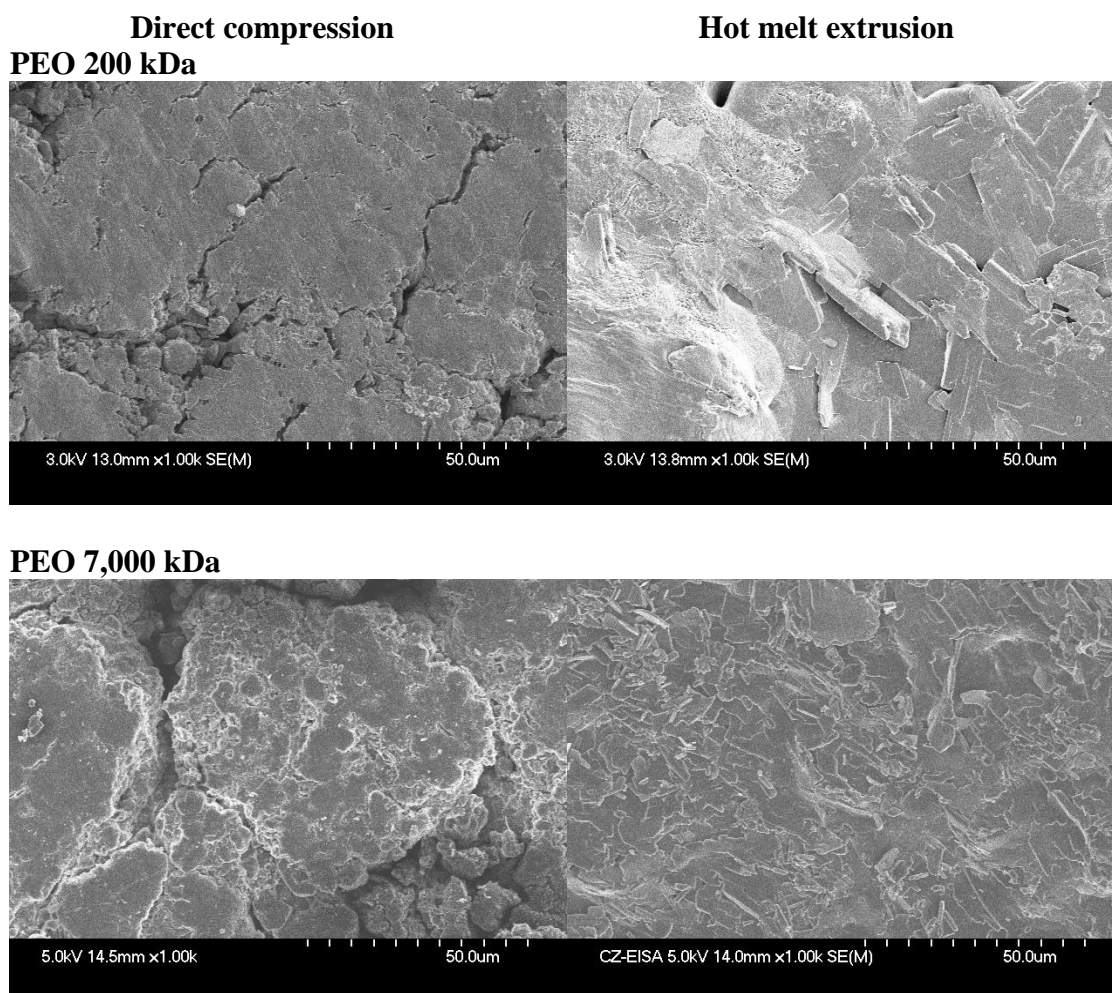 Direct compression Hot melt extrusion
PEO 200 kDa
3.0kV 13.0mm x1.00k SE(M) 50.0um
3.0kV 13.8mm x1.00k SE(M) 50.0um
PEO 7,000 kDa
5.0kV 14.5mm x1.00k 50.0um
CZ-EISA 5.0kV 14.0mm x1.00k SE(M) 50.0um